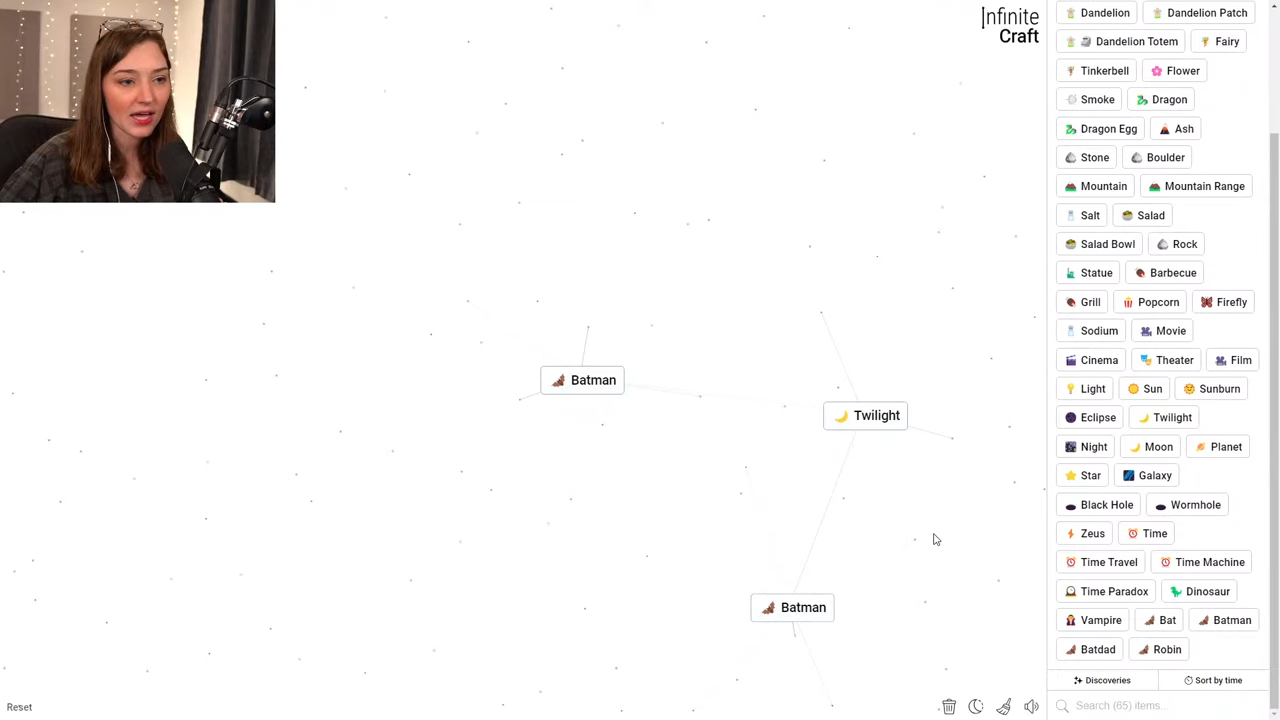 Infinite
Craft
Dandelion Dandelion Patch
Dandelion Totem Fairy
Tinkerbell Flower
Smoke Dragon
Dragon Egg Ash
Stone Boulder
Mountain Mountain Range
Salt Salad
Salad Bowl Rock
Statue Barbecue
Grill Popcorn Firefly
Sodium Movie
Cinema Theater Film
Light Sun Sunburn
Eclipse Twilight
Night Moon Planet
Star Galaxy
Black Hole Wormhole
Zeus Time
Time Travel Time Machine
Time Paradox Dinosaur
Vampire Bat Batman
Batdad Robin
Discoveries Sort by time
Search (65) items...
Batman
Twilight
Batman
Reset